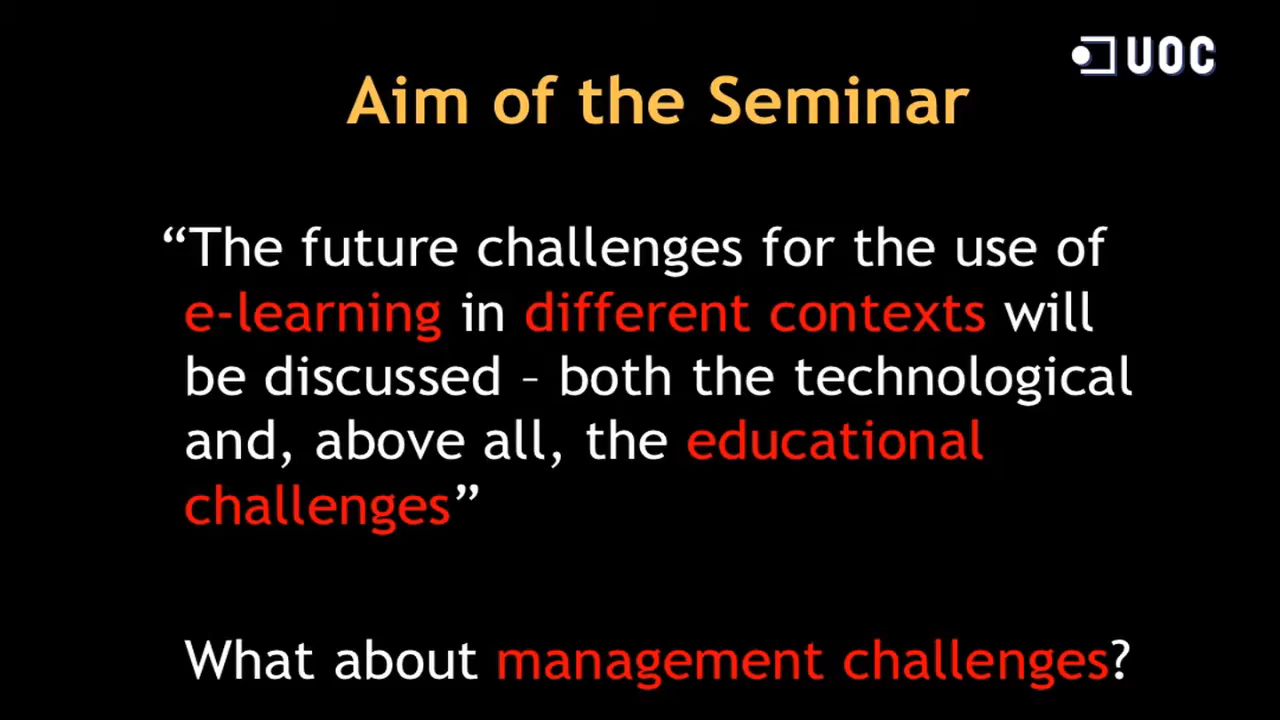 UOC
Aim of the Seminar
“The future challenges for the use of
e-learning in different contexts will
be discussed – both the technological
and, above all, the educational
challenges”
What about management challenges?